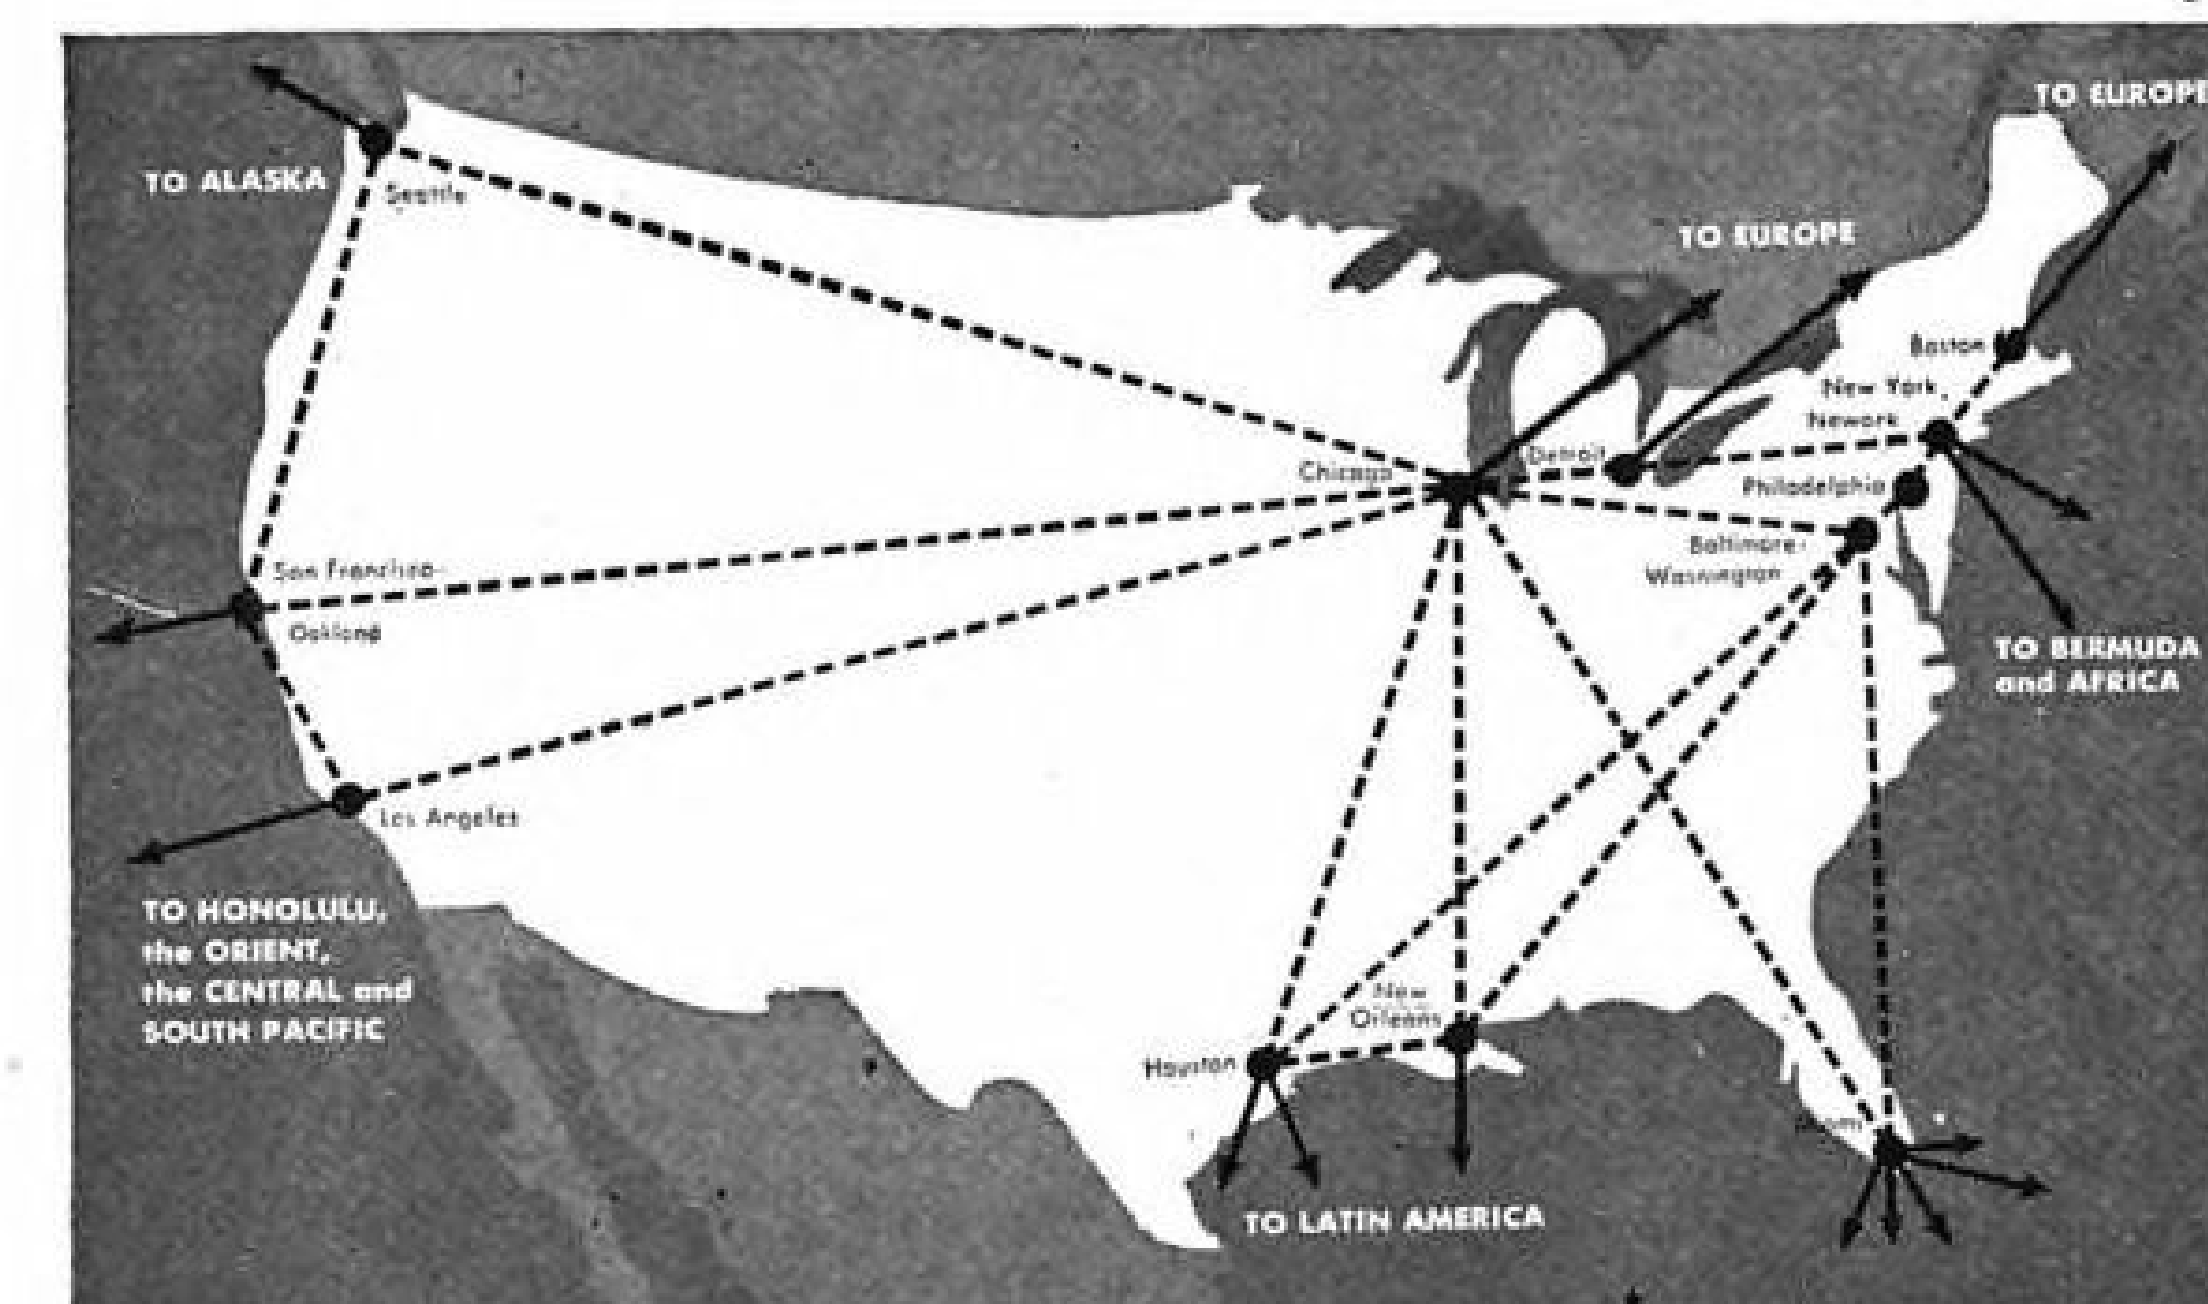 TO EUROPE
TO ALASKA
Seattle
TO EUROPE
Boston
New York,
Newark
Detroit
Chicago
Philadelphia
Baltimore-
Washington
San Francisco-
Oakland
TO BERMUDA
and AFRICA
Los Angeles
TO HONOLULU,
the ORIENT,
the CENTRAL and
SOUTH PACIFIC
New
Orleans
Houston
Miami
TO LATIN AMERICA